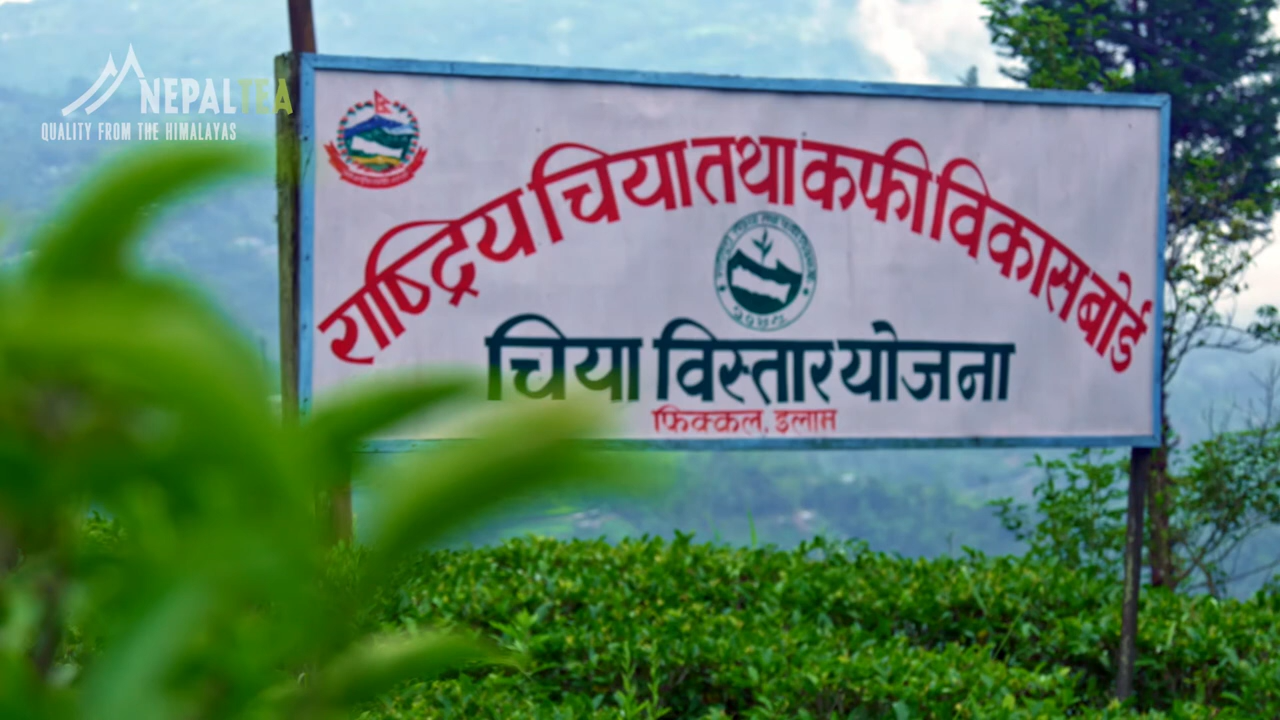 NEPALTEA
QUALITY FROM THE HIMALAYAS
राष्ट्रिय चिया तथा कफी विकास बोर्ड
चिया विस्तार योजना
फिक्कल, इलाम